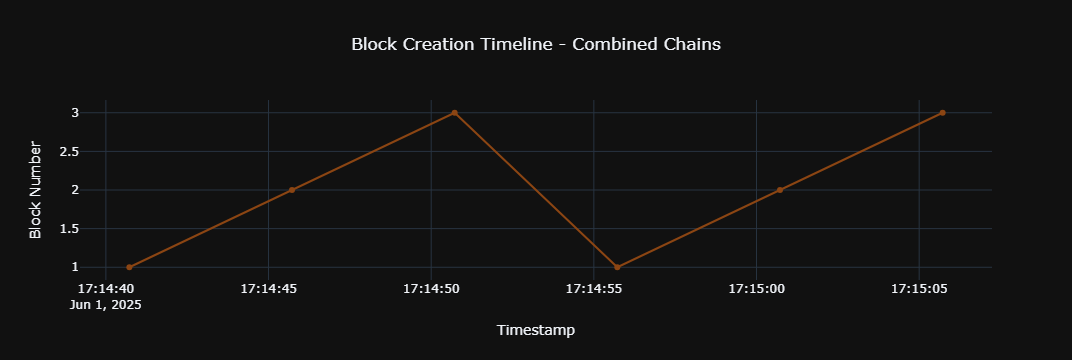 Block Creation Timeline - Combined Chains
Block Number
3
2.5
2
1.5
1
17:14:40 17:14:45 17:14:50 17:14:55 17:15:00 17:15:05
Jun 1, 2025
Timestamp